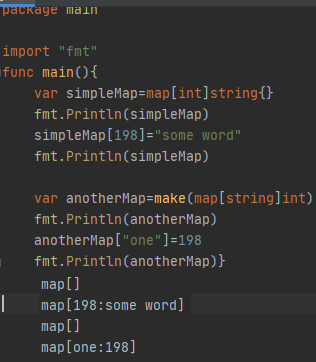 package main
import "fmt"
func main(){
var simpleMap=map[int]string{}
fmt.Println(simpleMap)
simpleMap[198]="some word"
fmt.Println(simpleMap)
var anotherMap=make(map[string]int)
fmt.Println(anotherMap)
anotherMap["one"]=198
fmt.Println(anotherMap)}
map[]
map[198:some word]
map[]
map[one:198]